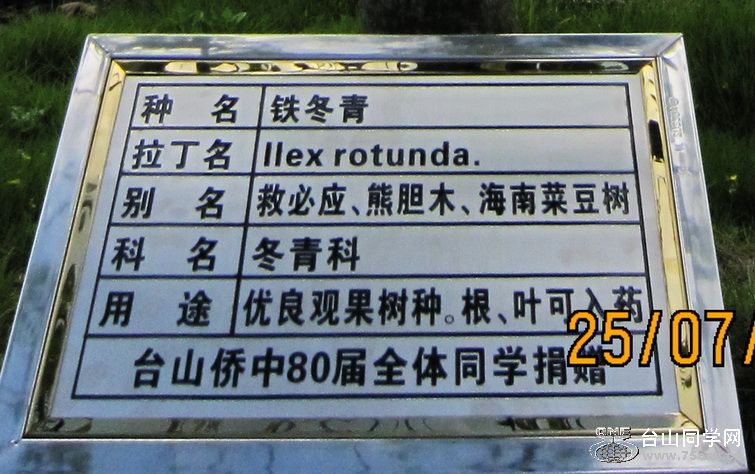 种 名 铁冬青
拉丁名 Ilex rotunda.
别 名 救必应、熊胆木、海南菜豆树
科 名 冬青科
用 途 优良观果树种。根、叶可入药
25/07/
台山侨中80届全体同学捐赠
ONE
台山同学网